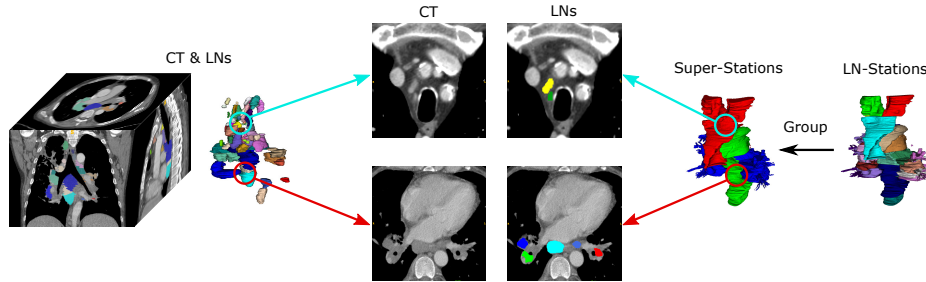 CT & LNs
CT
LNs
Super-Stations
LN-Stations
Group